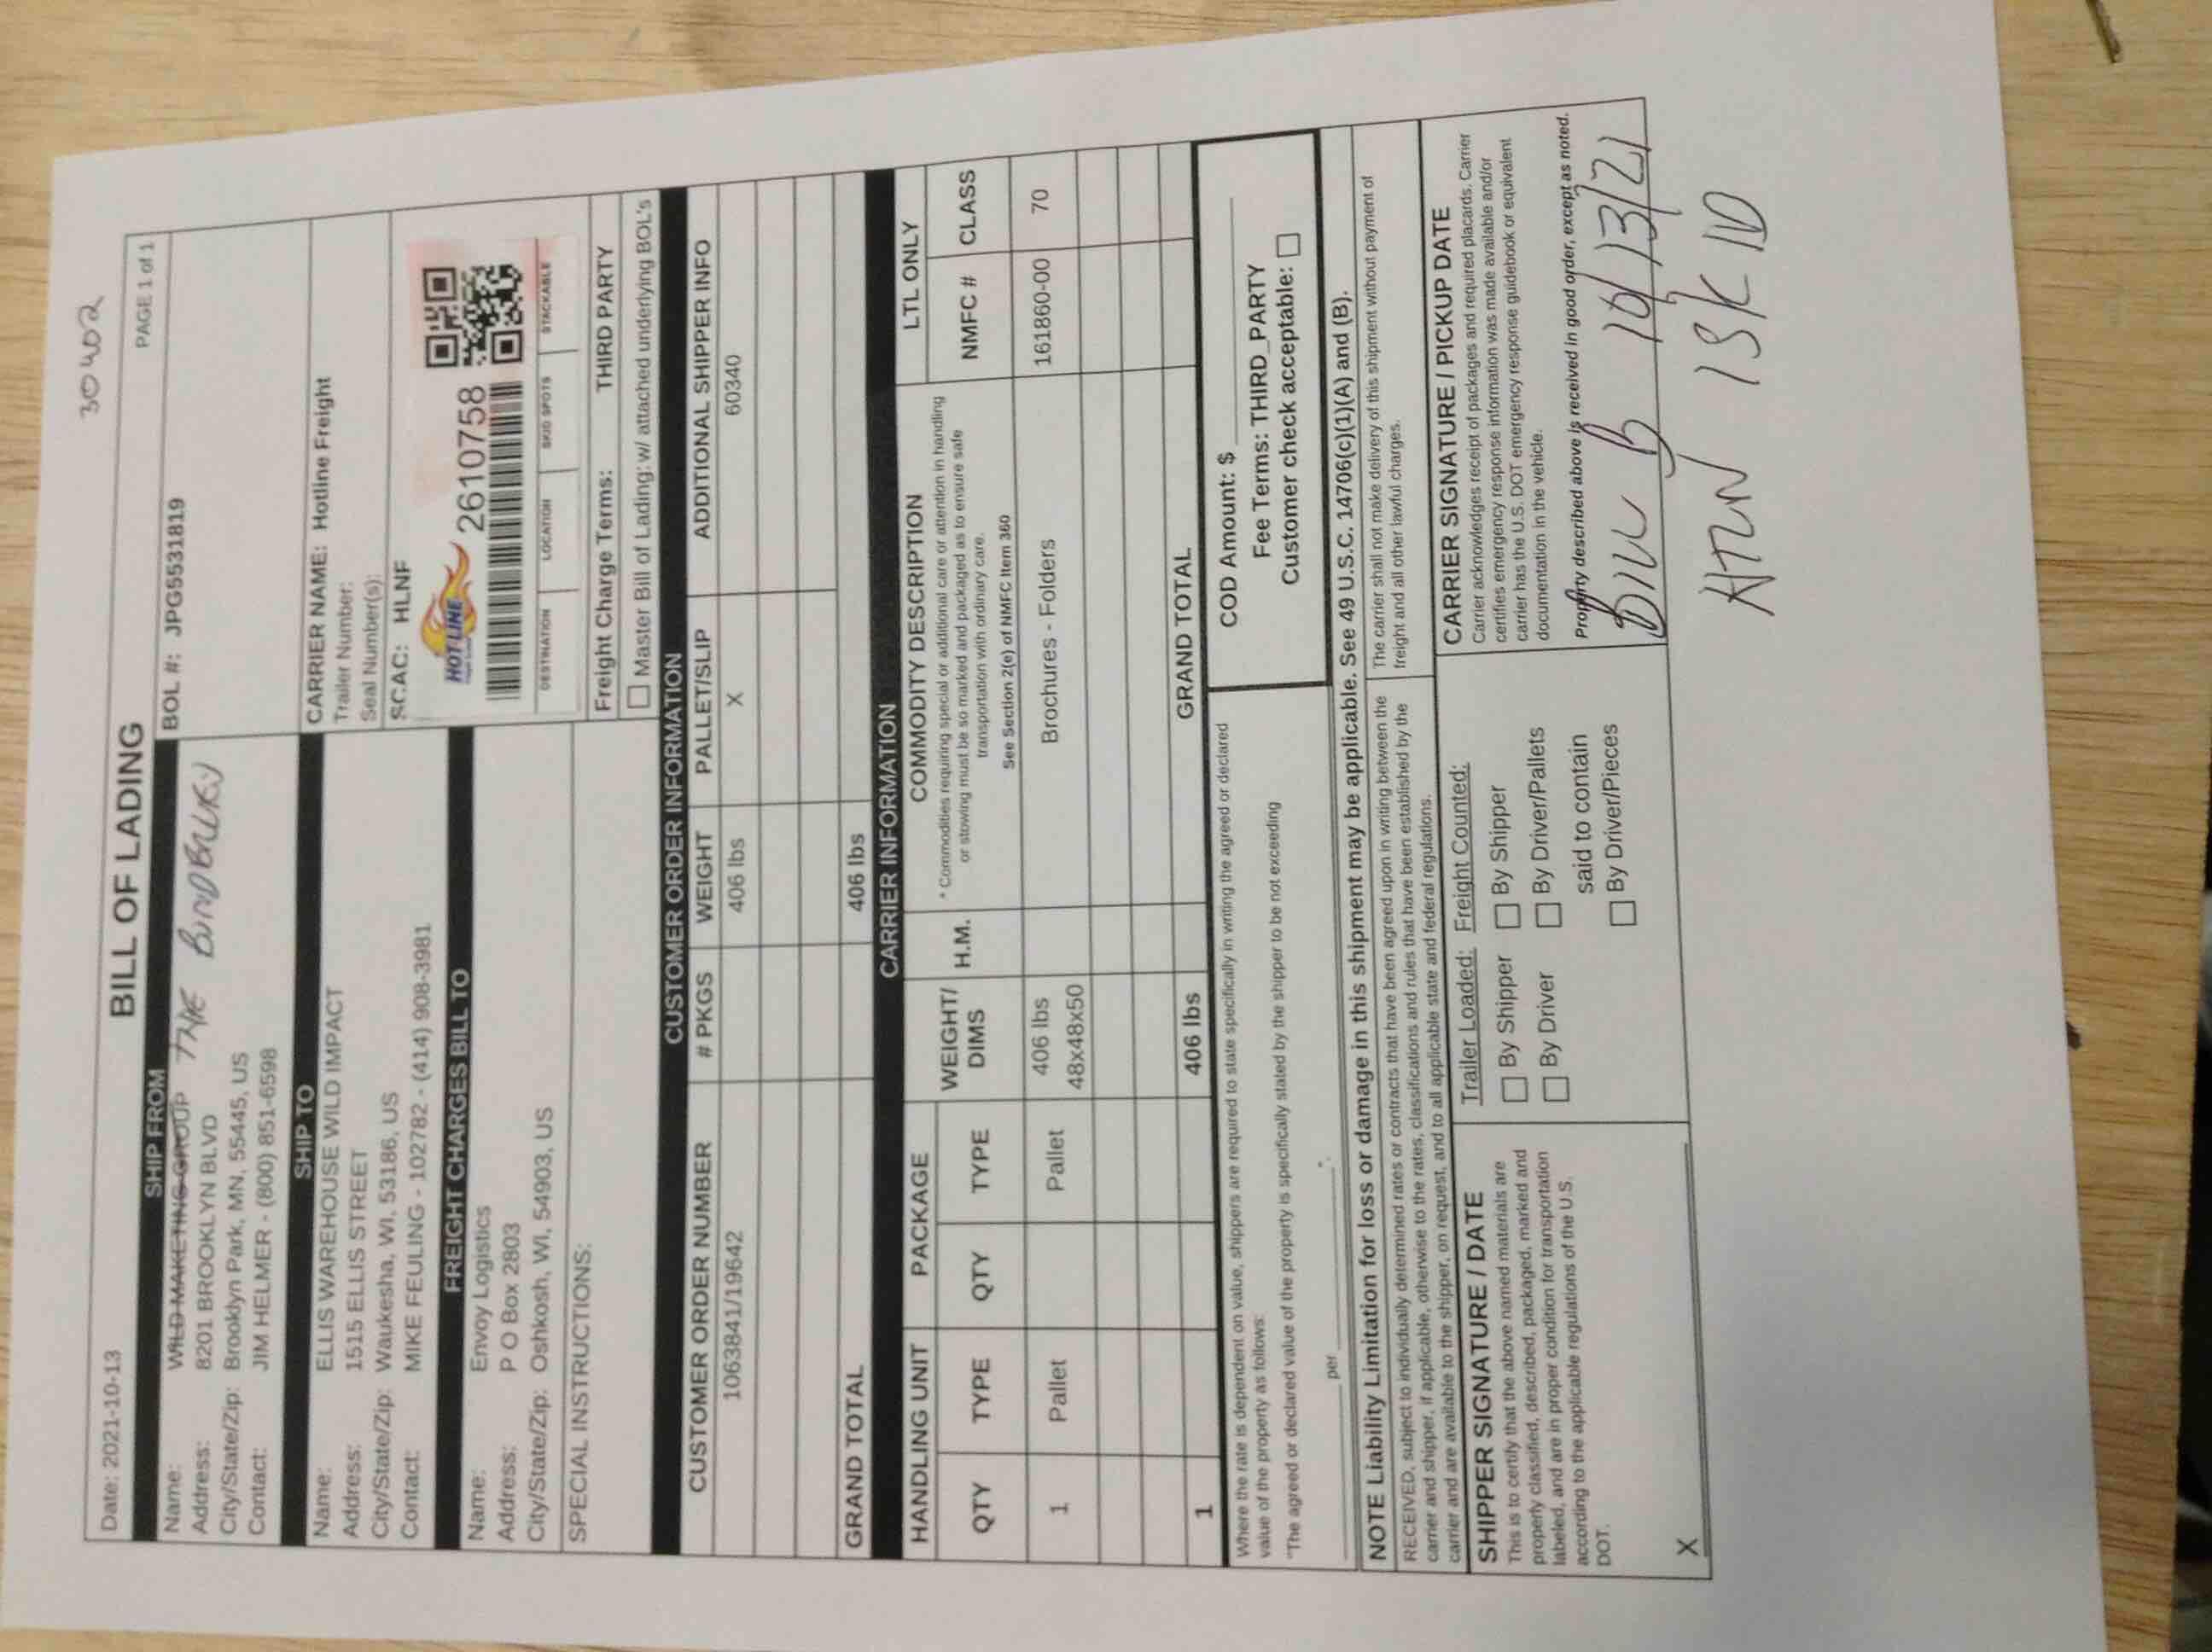 30402
Date: 2021-10-13 BILL OF LADING PAGE 1 of 1
SHIP FROM
Name: WILD MAKETING GROUP THE BINDERY
Address: 8201 BROOKLYN BLVD
City/State/Zip: Brooklyn Park, MN, 55445, US
Contact: JIM HELMER - (800) 851-6598
BOL #: JPG55531819
SHIP TO
Name: ELLIS WAREHOUSE WILD IMPACT
Address: 1515 ELLIS STREET
City/State/Zip: Waukesha, WI, 53186, US
Contact: MIKE FEULING - 102782 - (414) 908-3981
CARRIER NAME: Hotline Freight
Trailer Number:
Seal Number(s):
SCAC: HLNF
HOT-LINE 26107058
DESTINATION LOCATION SKID SPOTS STACKABLE
FREIGHT CHARGES BILL TO
Name: Envoy Logistics
Address: P O Box 2803
City/State/Zip: Oshkosh, WI, 54903, US
SPECIAL INSTRUCTIONS:
Freight Charge Terms: THIRD PARTY
Master Bill of Lading: w/ attached underlying BOL's
CUSTOMER ORDER INFORMATION
CUSTOMER ORDER NUMBER # PKGS WEIGHT PALLET/SLIP ADDITIONAL SHIPPER INFO
1063841/19642 406 lbs X 60340
GRAND TOTAL 406 lbs
CARRIER INFORMATION
HANDLING UNIT PACKAGE WEIGHT/ DIMS H.M. COMMODITY DESCRIPTION LTL ONLY
QTY TYPE QTY TYPE NMFC # CLASS
* Commodities requiring special or additional care or attention in handling
or stowing must be so marked and packaged as to ensure safe
transportation with ordinary care.
See Section 2(e) of NMFC Item 360
1 Pallet Pallet 406 lbs Brochures - Folders 161860-00 70
48x48x50
1 406 lbs GRAND TOTAL
Where the rate is dependent on value, shippers are required to state specifically in writing the agreed or declared
value of the property as follows:
"The agreed or declared value of the property is specifically stated by the shipper to be not exceeding
per .".
COD Amount: $
Fee Terms: THIRD_PARTY
Customer check acceptable:
NOTE Liability Limitation for loss or damage in this shipment may be applicable. See 49 U.S.C. 14706(c)(1)(A) and (B).
RECEIVED, subject to individually determined rates or contracts that have been agreed upon in writing between the
carrier and shipper, if applicable, otherwise to the rates, classifications and rules that have been established by the
carrier and are available to the shipper, on request, and to all applicable state and federal regulations.
The carrier shall not make delivery of this shipment without payment of
freight and all other lawful charges.
SHIPPER SIGNATURE / DATE
This is to certify that the above named materials are
properly classified, described, packaged, marked and
labeled, and are in proper condition for transportation
according to the applicable regulations of the U.S.
DOT.
X
Trailer Loaded: Freight Counted:
By Shipper By Shipper
By Driver By Driver/Pallets
said to contain
By Driver/Pieces
CARRIER SIGNATURE / PICKUP DATE
Carrier acknowledges receipt of packages and required placards. Carrier
certifies emergency response information was made available and/or
carrier has the U.S. DOT emergency response guidebook or equivalent
documentation in the vehicle.
Property described above is received in good order, except as noted.
BILL B 10/13/21
1 SKID